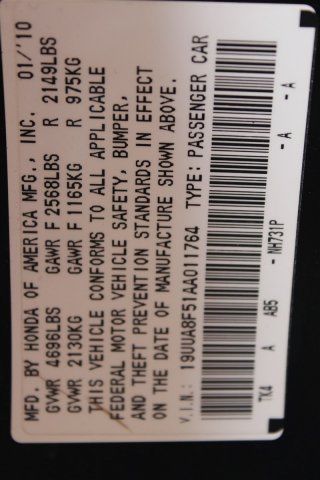 MFD. BY HONDA OF AMERICA MFG., INC. 01/'10
GVWR 4696LBS GAWR F 2568LBS R 2149LBS
GVWR 2130KG GAWR F 1165KG R 975KG
THIS VEHICLE CONFORMS TO ALL APPLICABLE
FEDERAL MOTOR VEHICLE SAFETY, BUMPER,
AND THEFT PREVENTION STANDARDS IN EFFECT
ON THE DATE OF MANUFACTURE SHOWN ABOVE.
V.I.N.: 19UUA8F51AA011764 TYPE: PASSENGER CAR
TK4 A AB5 - NH731P - A - A